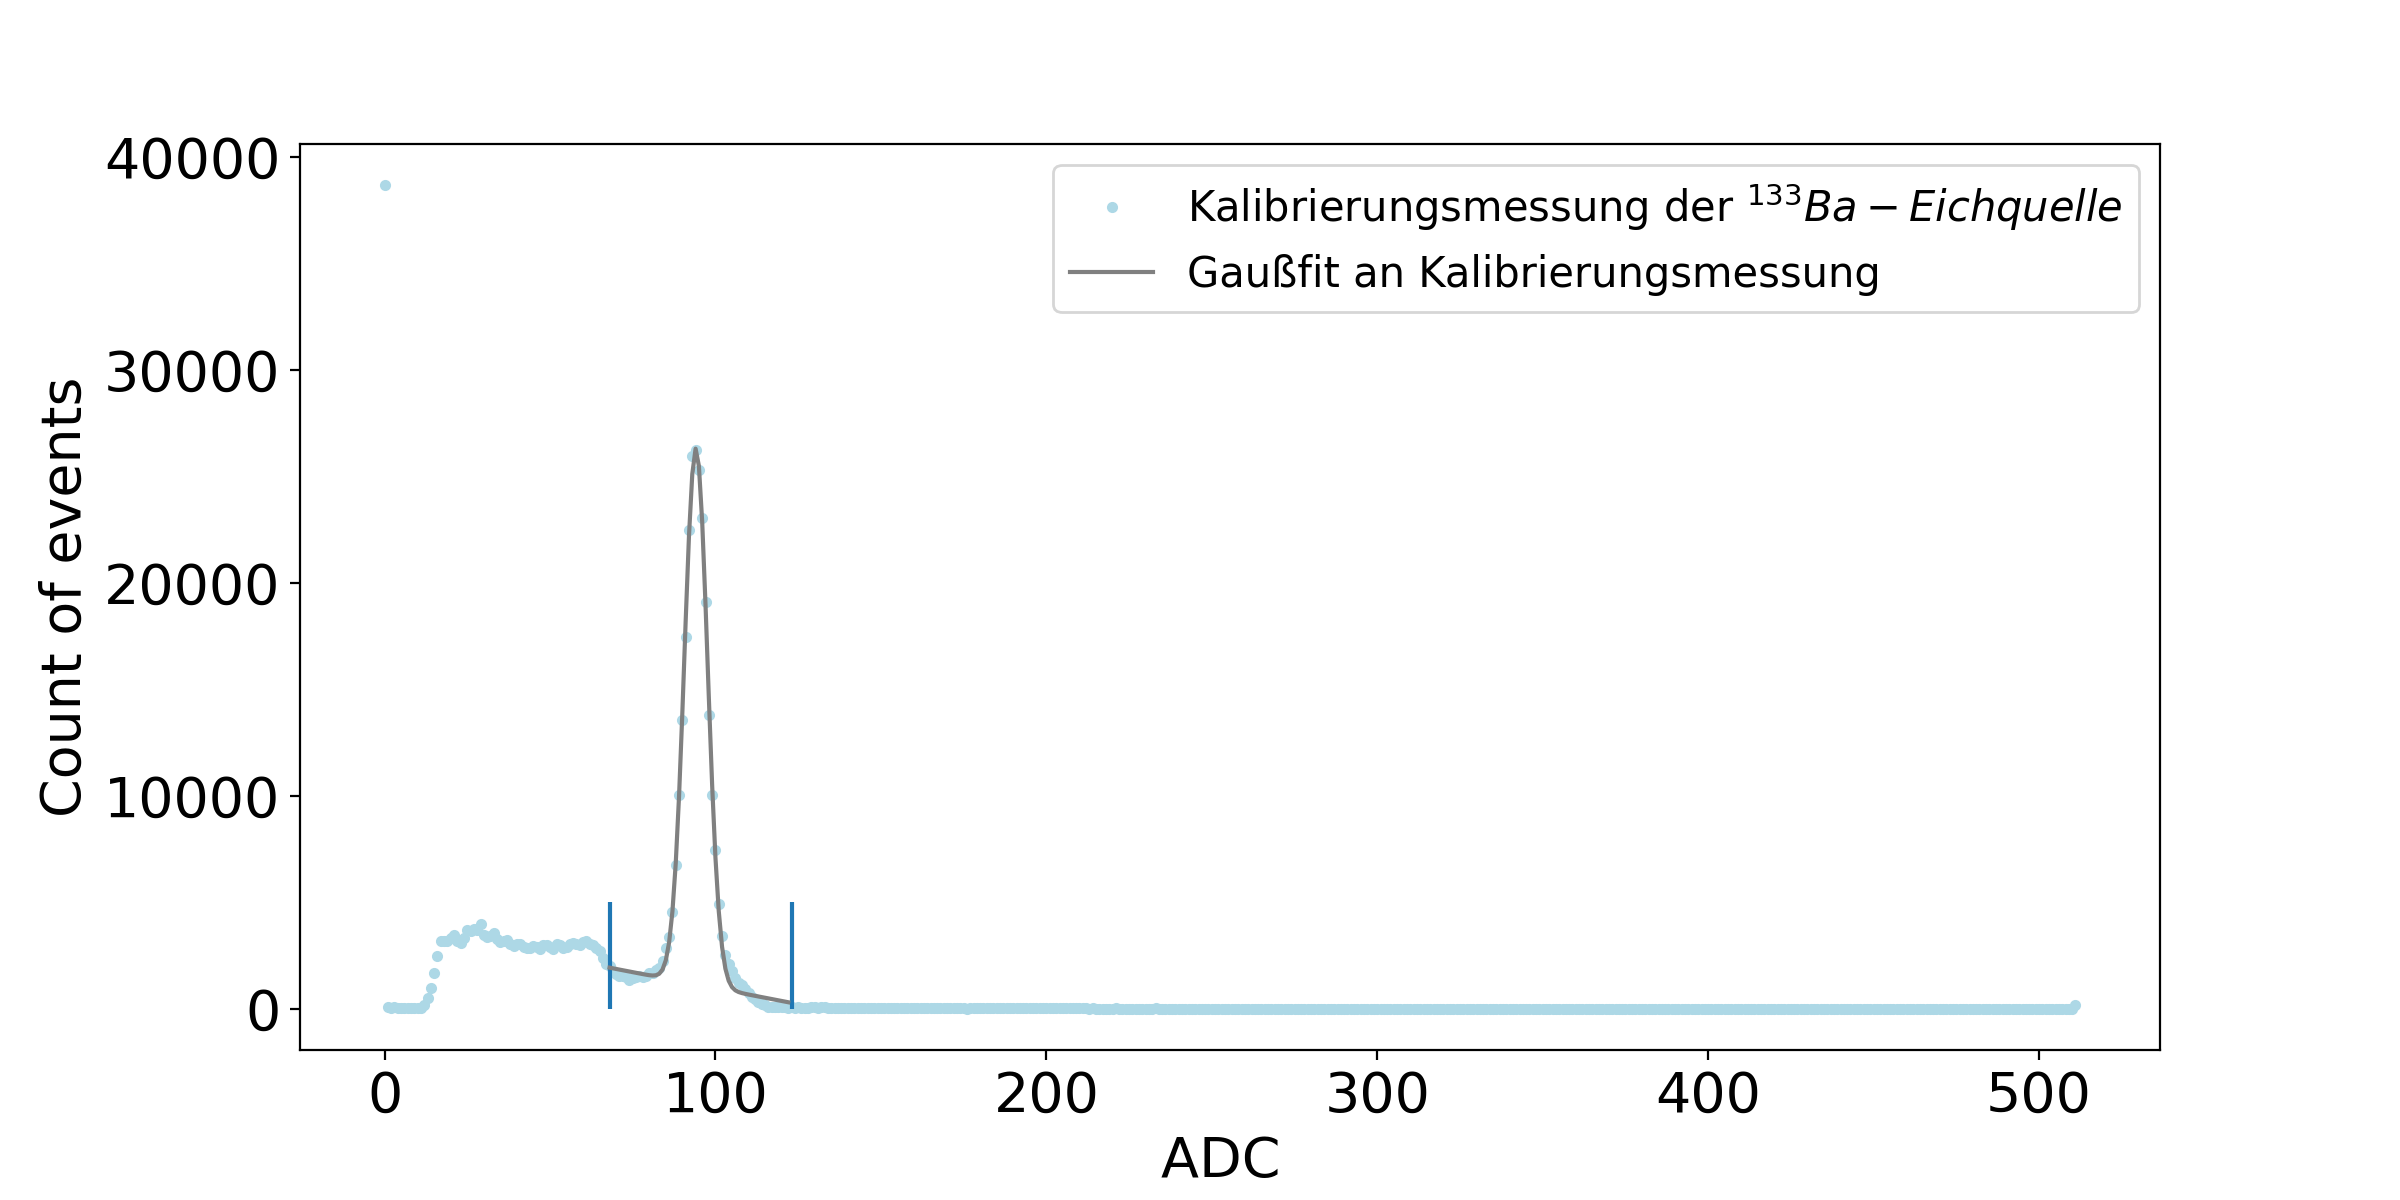 40000
30000
20000
10000
0
Count of events
Kalibrierungsmessung der ¹³³Ba − Eichquelle
Gaußfit an Kalibrierungsmessung
0 100 200 300 400 500
ADC